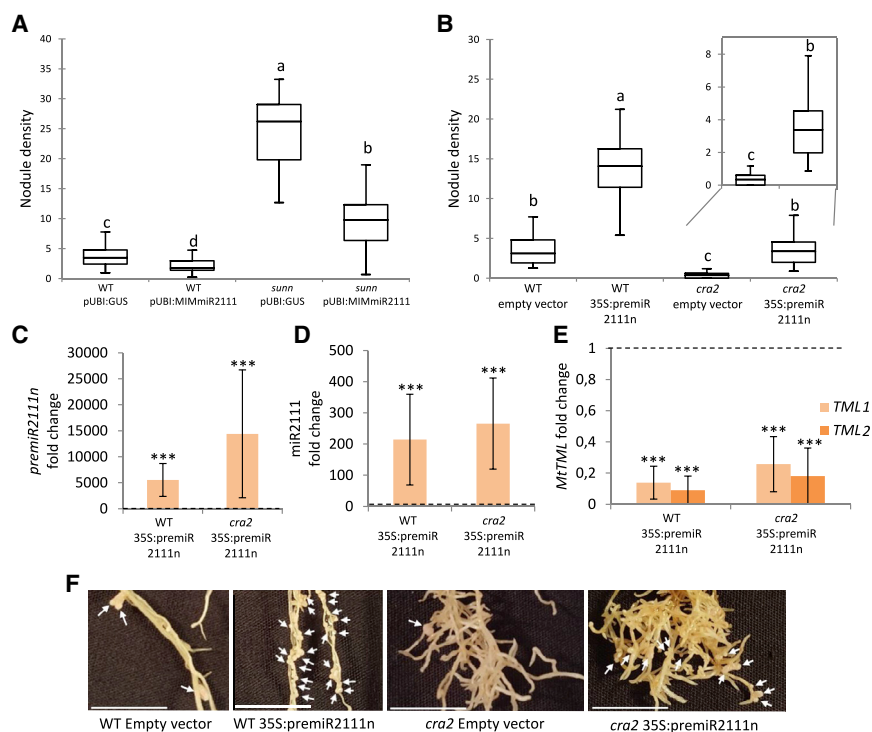 A
Nodule density
40
35
30
25
20
15
10
5
0
c
d
a
b
WT
pUBI:GUS
WT
pUBI:MIMmiR2111
sunn
pUBI:GUS
sunn
pUBI:MIMmiR2111
B
Nodule density
30
25
20
15
10
5
0
b
a
c
b
8
6
4
2
0
c
b
WT
empty vector
WT
35S:premiR
2111n
cra2
empty vector
cra2
35S:premiR
2111n
C
premiR2111n
fold change
30000
25000
20000
15000
10000
5000
0
***
***
WT
35S:premiR
2111n
cra2
35S:premiR
2111n
D
miR2111
fold change
500
400
300
200
100
0
***
***
WT
35S:premiR
2111n
cra2
35S:premiR
2111n
E
MtTML fold change
1
0,8
0,6
0,4
0,2
0
***
***
***
***
TML1
TML2
WT
35S:premiR
2111n
cra2
35S:premiR
2111n
F
WT Empty vector
WT 35S:premiR2111n
cra2 Empty vector
cra2 35S:premiR2111n